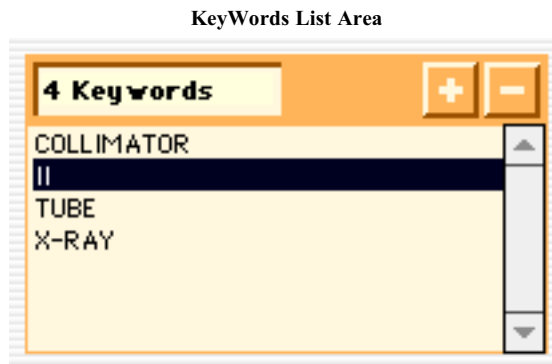 KeyWords List Area
4 Keywords
COLLIMATOR
II
TUBE
X-RAY